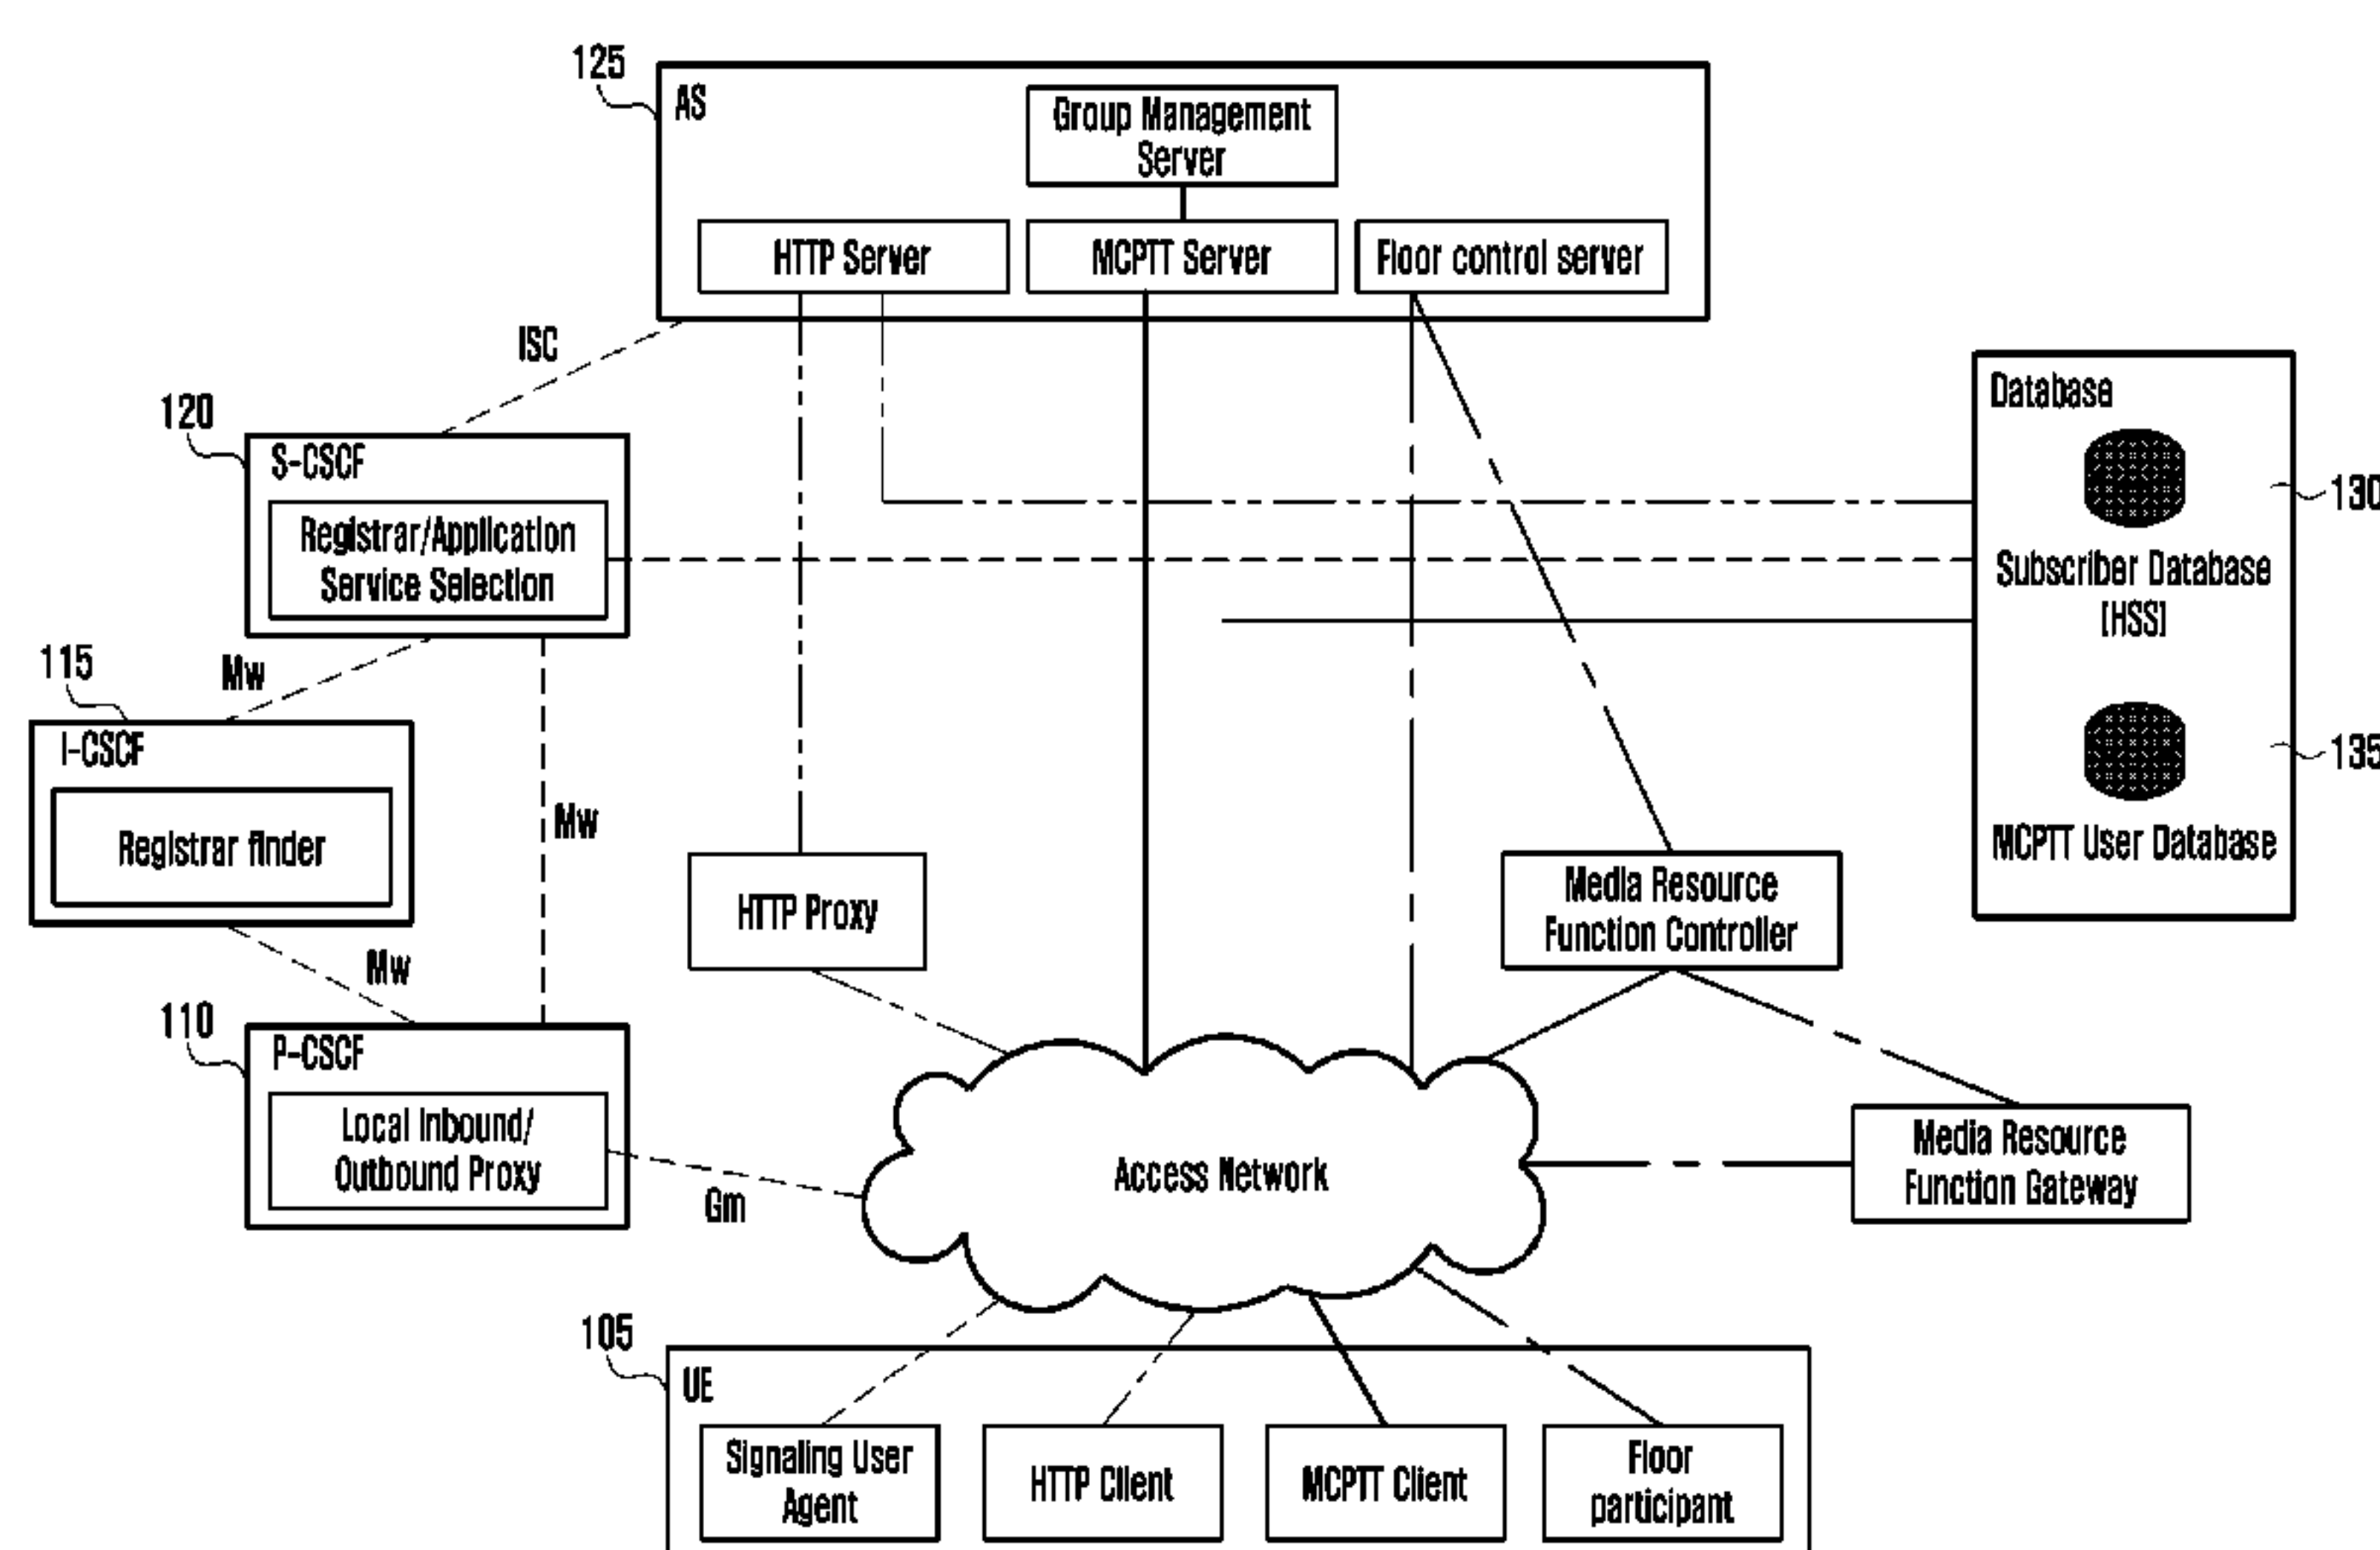 125
AS
Group Management
Server
HTTP Server
MCPTT Server
Floor control server
ISC
120
S-CSCF
Registrar/Application
Service Selection
Database
130
Subscriber Database
[HSS]
135
MCPTT User Database
Mw
115
I-CSCF
Registrar finder
Mw
Mw
HTTP Proxy
Media Resource
Function Controller
110
P-CSCF
Local Inbound/
Outbound Proxy
Gm
Access Network
Media Resource
Function Gateway
105
UE
Signaling User
Agent
HTTP Client
MCPTT Client
Floor
participant